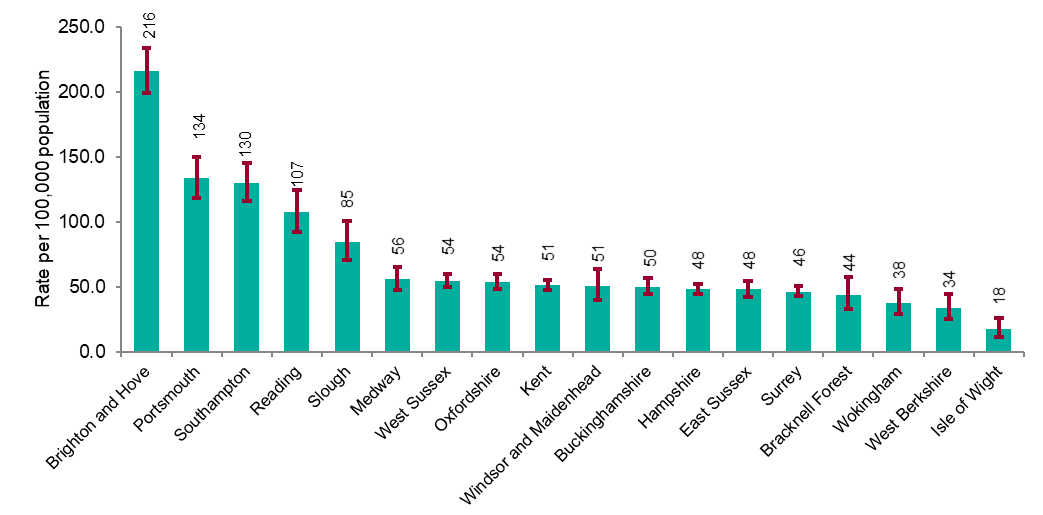 Rate per 100,000 population
250.0
200.0
150.0
100.0
50.0
0.0
216
134
130
107
85
56
54
54
51
51
50
48
48
46
44
38
34
18
Brighton and Hove
Portsmouth
Southampton
Reading
Slough
Medway
West Sussex
Oxfordshire
Kent
Windsor and Maidenhead
Buckinghamshire
Hampshire
East Sussex
Surrey
Bracknell Forest
Wokingham
West Berkshire
Isle of Wight